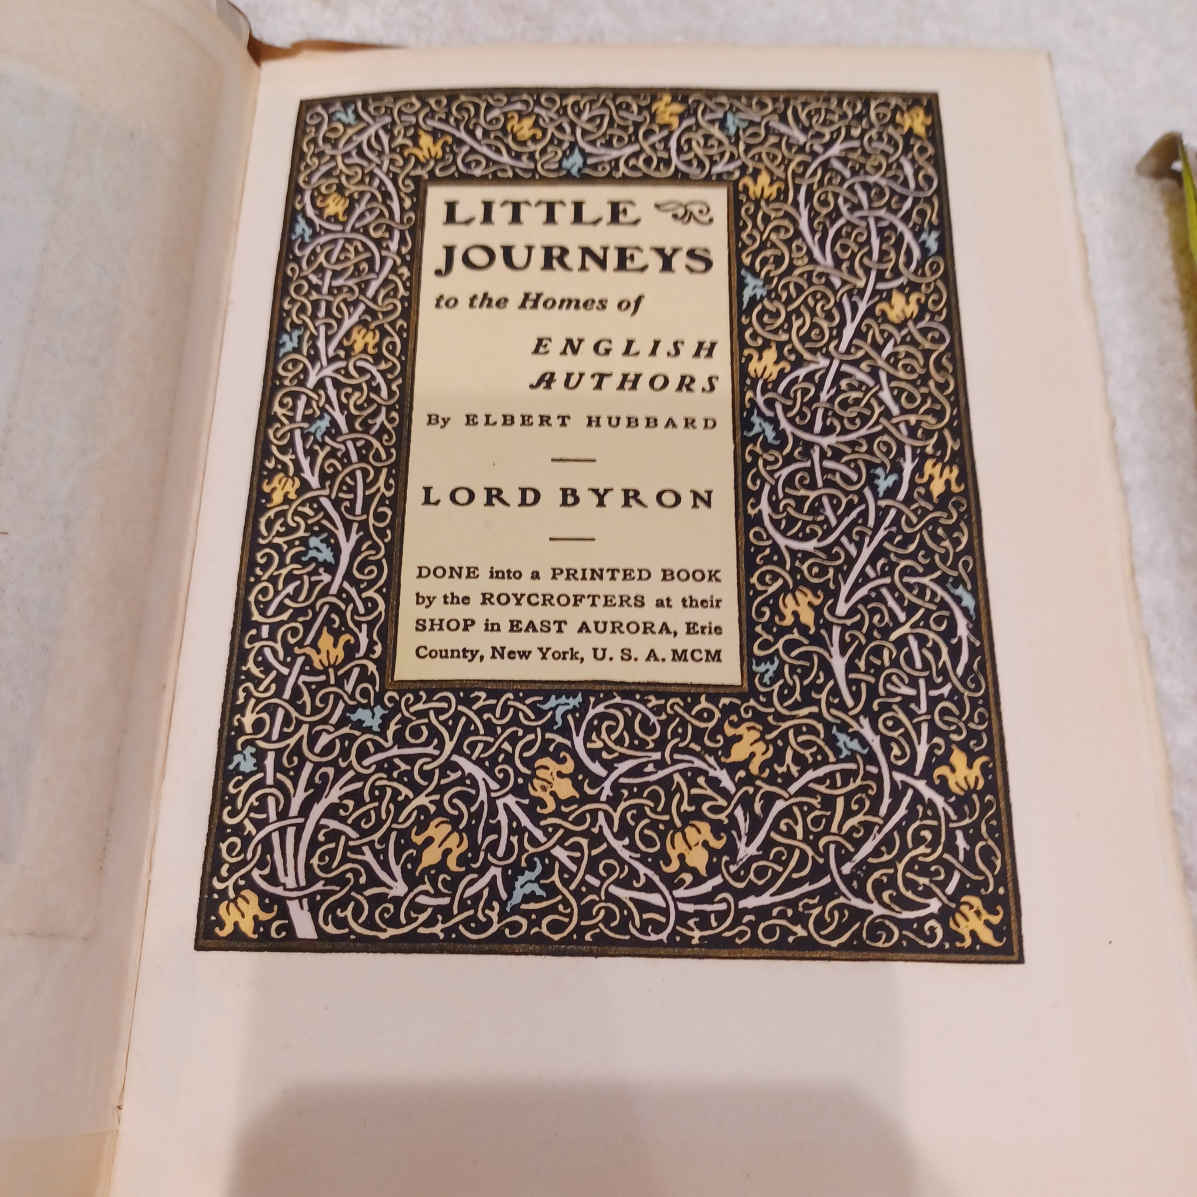 LITTLE
JOURNEYS
to the Homes of
ENGLISH
AUTHORS
By ELBERT HUBBARD
LORD BYRON
DONE into a PRINTED BOOK
by the ROYCROFTERS at their
SHOP in EAST AURORA, Erie
County, New York, U. S. A. MCM